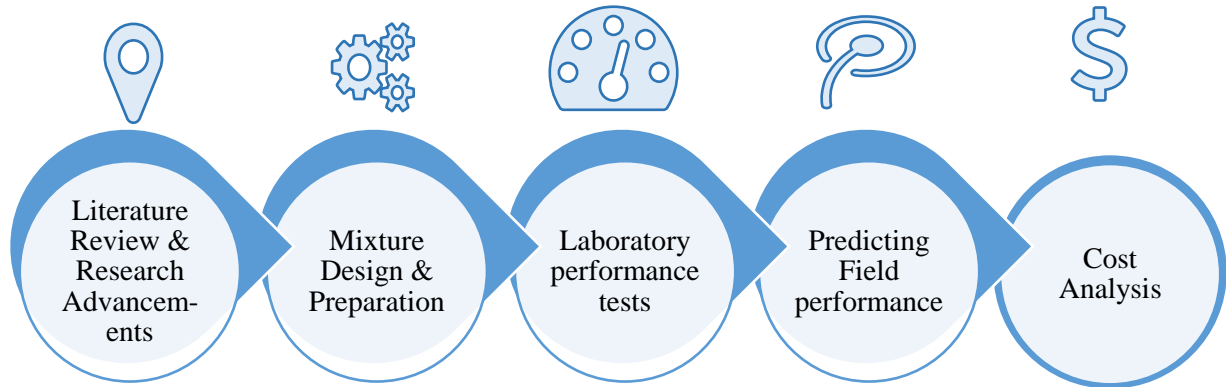 Literature
Review &
Research
Advancem-
ents
Mixture
Design &
Preparation
Laboratory
performance
tests
Predicting
Field
performance
Cost
Analysis